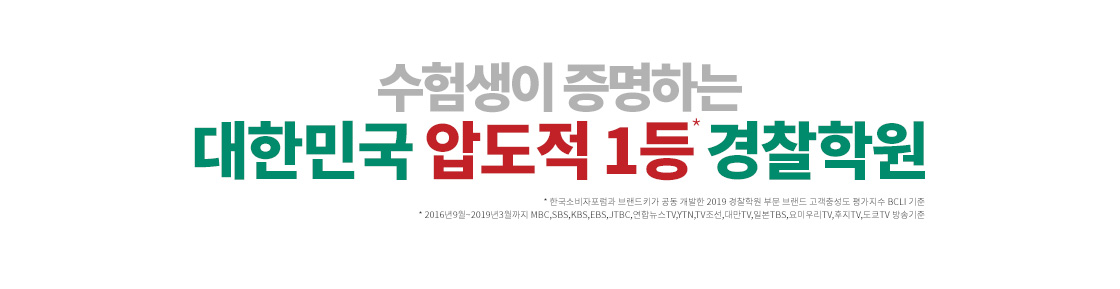 수험생이 증명하는
대한민국 압도적 1등* 경찰학원
* 한국소비자포럼과 브랜드키가 공동 개발한 2019 경찰학원 부문 브랜드 고객충성도 평가지수 BCLI 기준
* 2016년9월~2019년3월까지 MBC,SBS,KBS,EBS,JTBC,연합뉴스TV,YTN,TV조선,대만TV,일본TBS,요미우리TV,후지TV,도쿄TV 방송기준